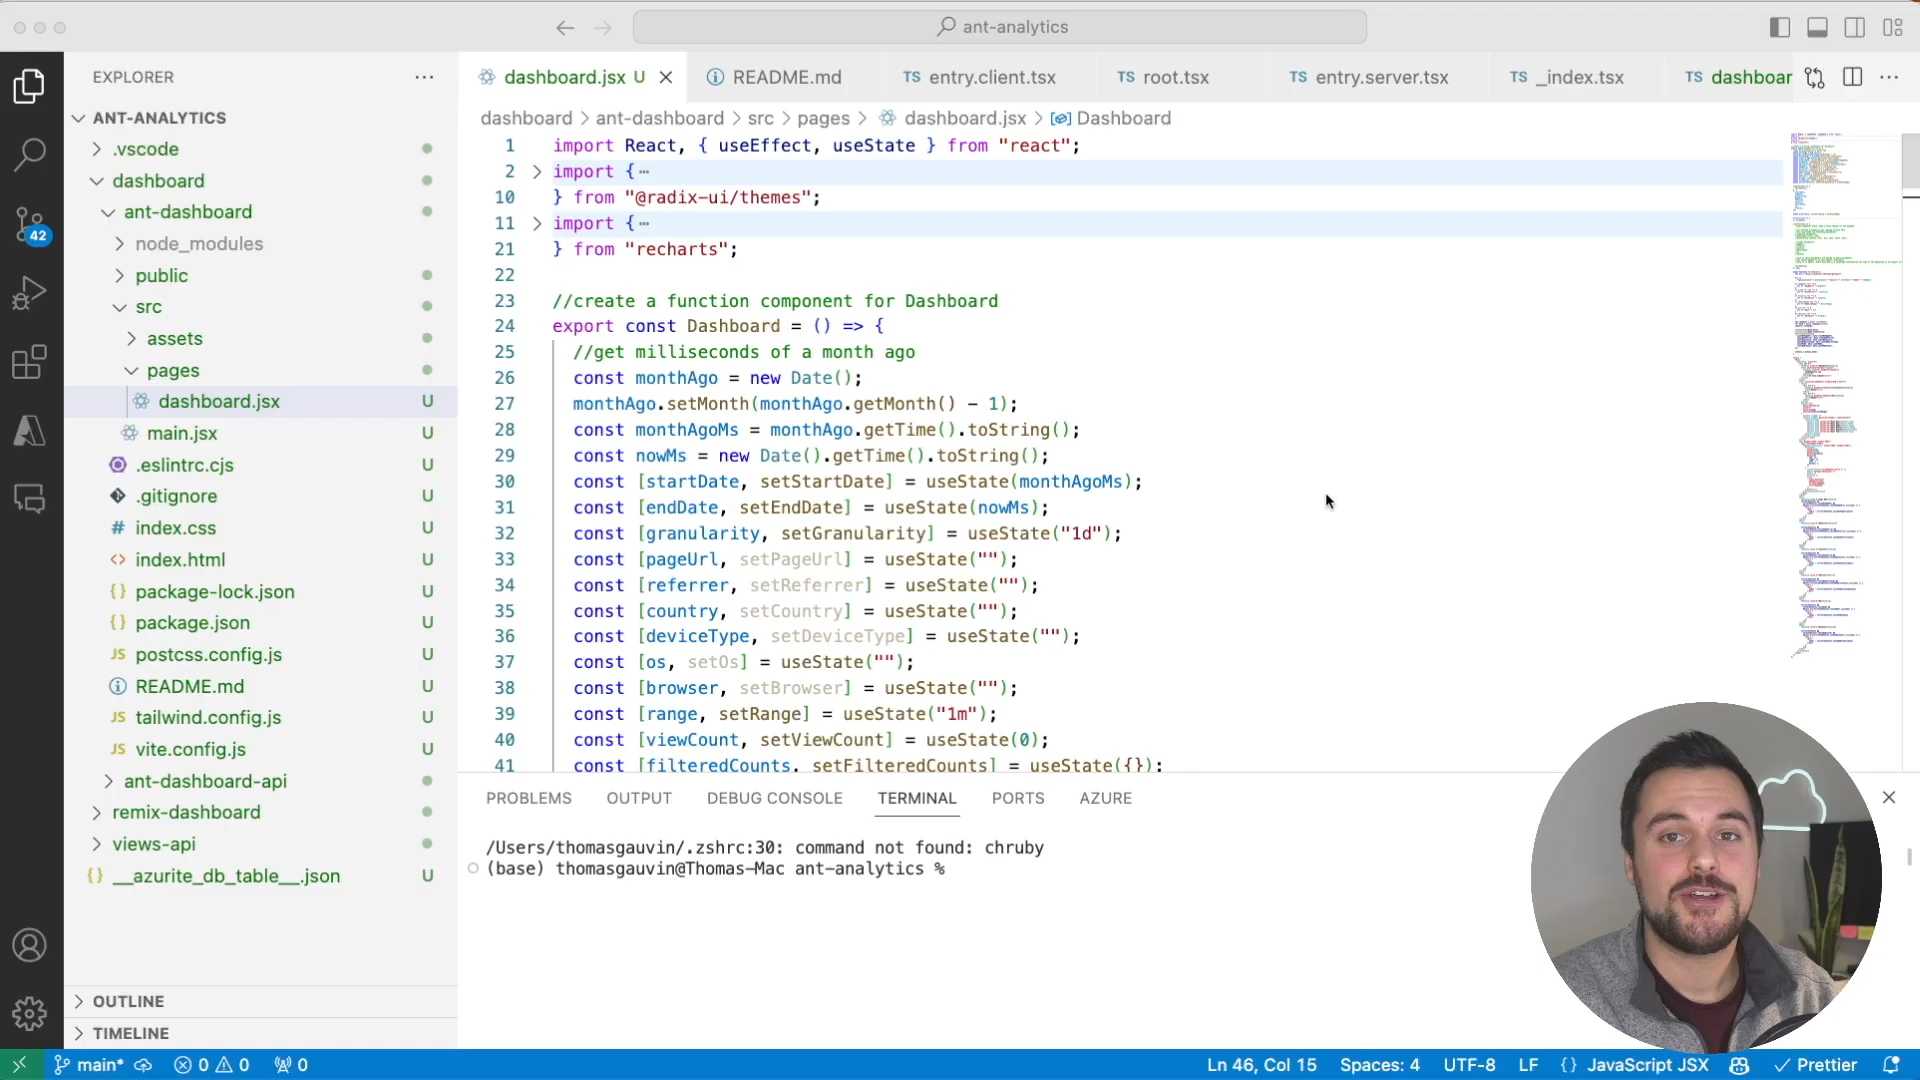 ant-analytics
EXPLORER
ANT-ANALYTICS
.vscode
dashboard
ant-dashboard
node_modules
public
src
assets
pages
dashboard.jsx U
main.jsx U
.eslintrc.cjs U
.gitignore U
# index.css U
<> index.html U
{} package-lock.json U
{} package.json U
JS postcss.config.js U
README.md U
JS tailwind.config.js U
JS vite.config.js U
ant-dashboard-api
remix-dashboard
views-api
{} __azurite_db_table__.json U
OUTLINE
TIMELINE
42
dashboard.jsx U
README.md
TS entry.client.tsx
TS root.tsx
TS entry.server.tsx
TS _index.tsx
TS dashboar
dashboard > ant-dashboard > src > pages > dashboard.jsx > Dashboard
1 import React, { useEffect, useState } from "react";
2 import {⋯
10 } from "@radix-ui/themes";
11 import {⋯
21 } from "recharts";
22
23 //create a function component for Dashboard
24 export const Dashboard = () => {
25 //get milliseconds of a month ago
26 const monthAgo = new Date();
27 monthAgo.setMonth(monthAgo.getMonth() - 1);
28 const monthAgoMs = monthAgo.getTime().toString();
29 const nowMs = new Date().getTime().toString();
30 const [startDate, setStartDate] = useState(monthAgoMs);
31 const [endDate, setEndDate] = useState(nowMs);
32 const [granularity, setGranularity] = useState("1d");
33 const [pageUrl, setPageUrl] = useState("");
34 const [referrer, setReferrer] = useState("");
35 const [country, setCountry] = useState("");
36 const [deviceType, setDeviceType] = useState("");
37 const [os, setOs] = useState("");
38 const [browser, setBrowser] = useState("");
39 const [range, setRange] = useState("1m");
40 const [viewCount, setViewCount] = useState(0);
41 const [filteredCounts, setFilteredCounts] = useState({});
PROBLEMS OUTPUT DEBUG CONSOLE TERMINAL PORTS AZURE
/Users/thomasgauvin/.zshrc:30: command not found: chruby
(base) thomasgauvin@Thomas-Mac ant-analytics %
main* 0 0 0 Ln 46, Col 15 Spaces: 4 UTF-8 LF {} JavaScript JSX Prettier